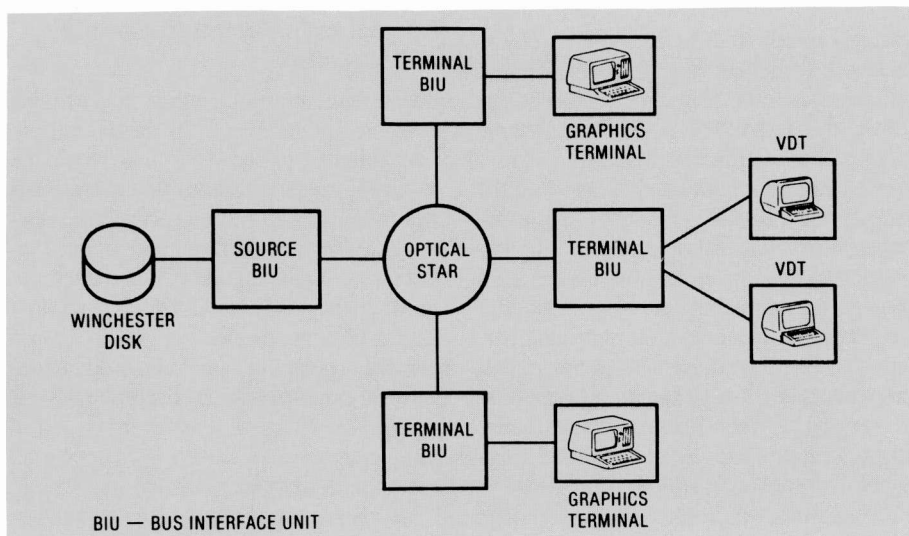 TERMINAL
BIU
GRAPHICS
TERMINAL
VDT
SOURCE
BIU
OPTICAL
STAR
TERMINAL
BIU
WINCHESTER
DISK
VDT
TERMINAL
BIU
GRAPHICS
TERMINAL
BIU — BUS INTERFACE UNIT